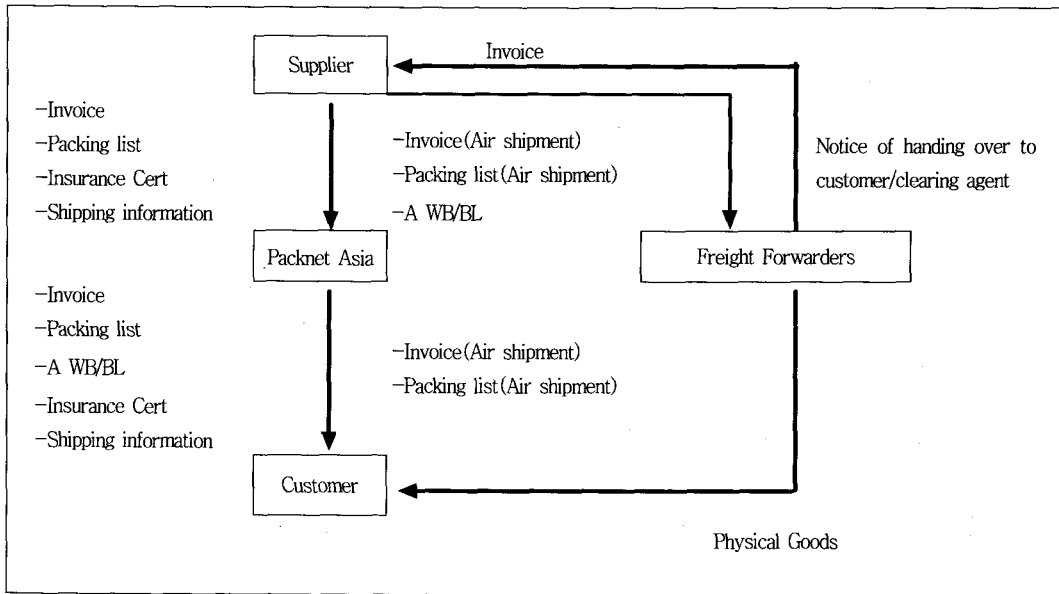 Invoice
Supplier
-Invoice
-Packing list
-Insurance Cert
-Shipping information
-Invoice(Air shipment)
-Packing list(Air shipment)
-A WB/BL
Notice of handing over to
customer/clearing agent
Packnet Asia
Freight Forwarders
-Invoice
-Packing list
-A WB/BL
-Insurance Cert
-Shipping information
-Invoice(Air shipment)
-Packing list(Air shipment)
Customer
Physical Goods